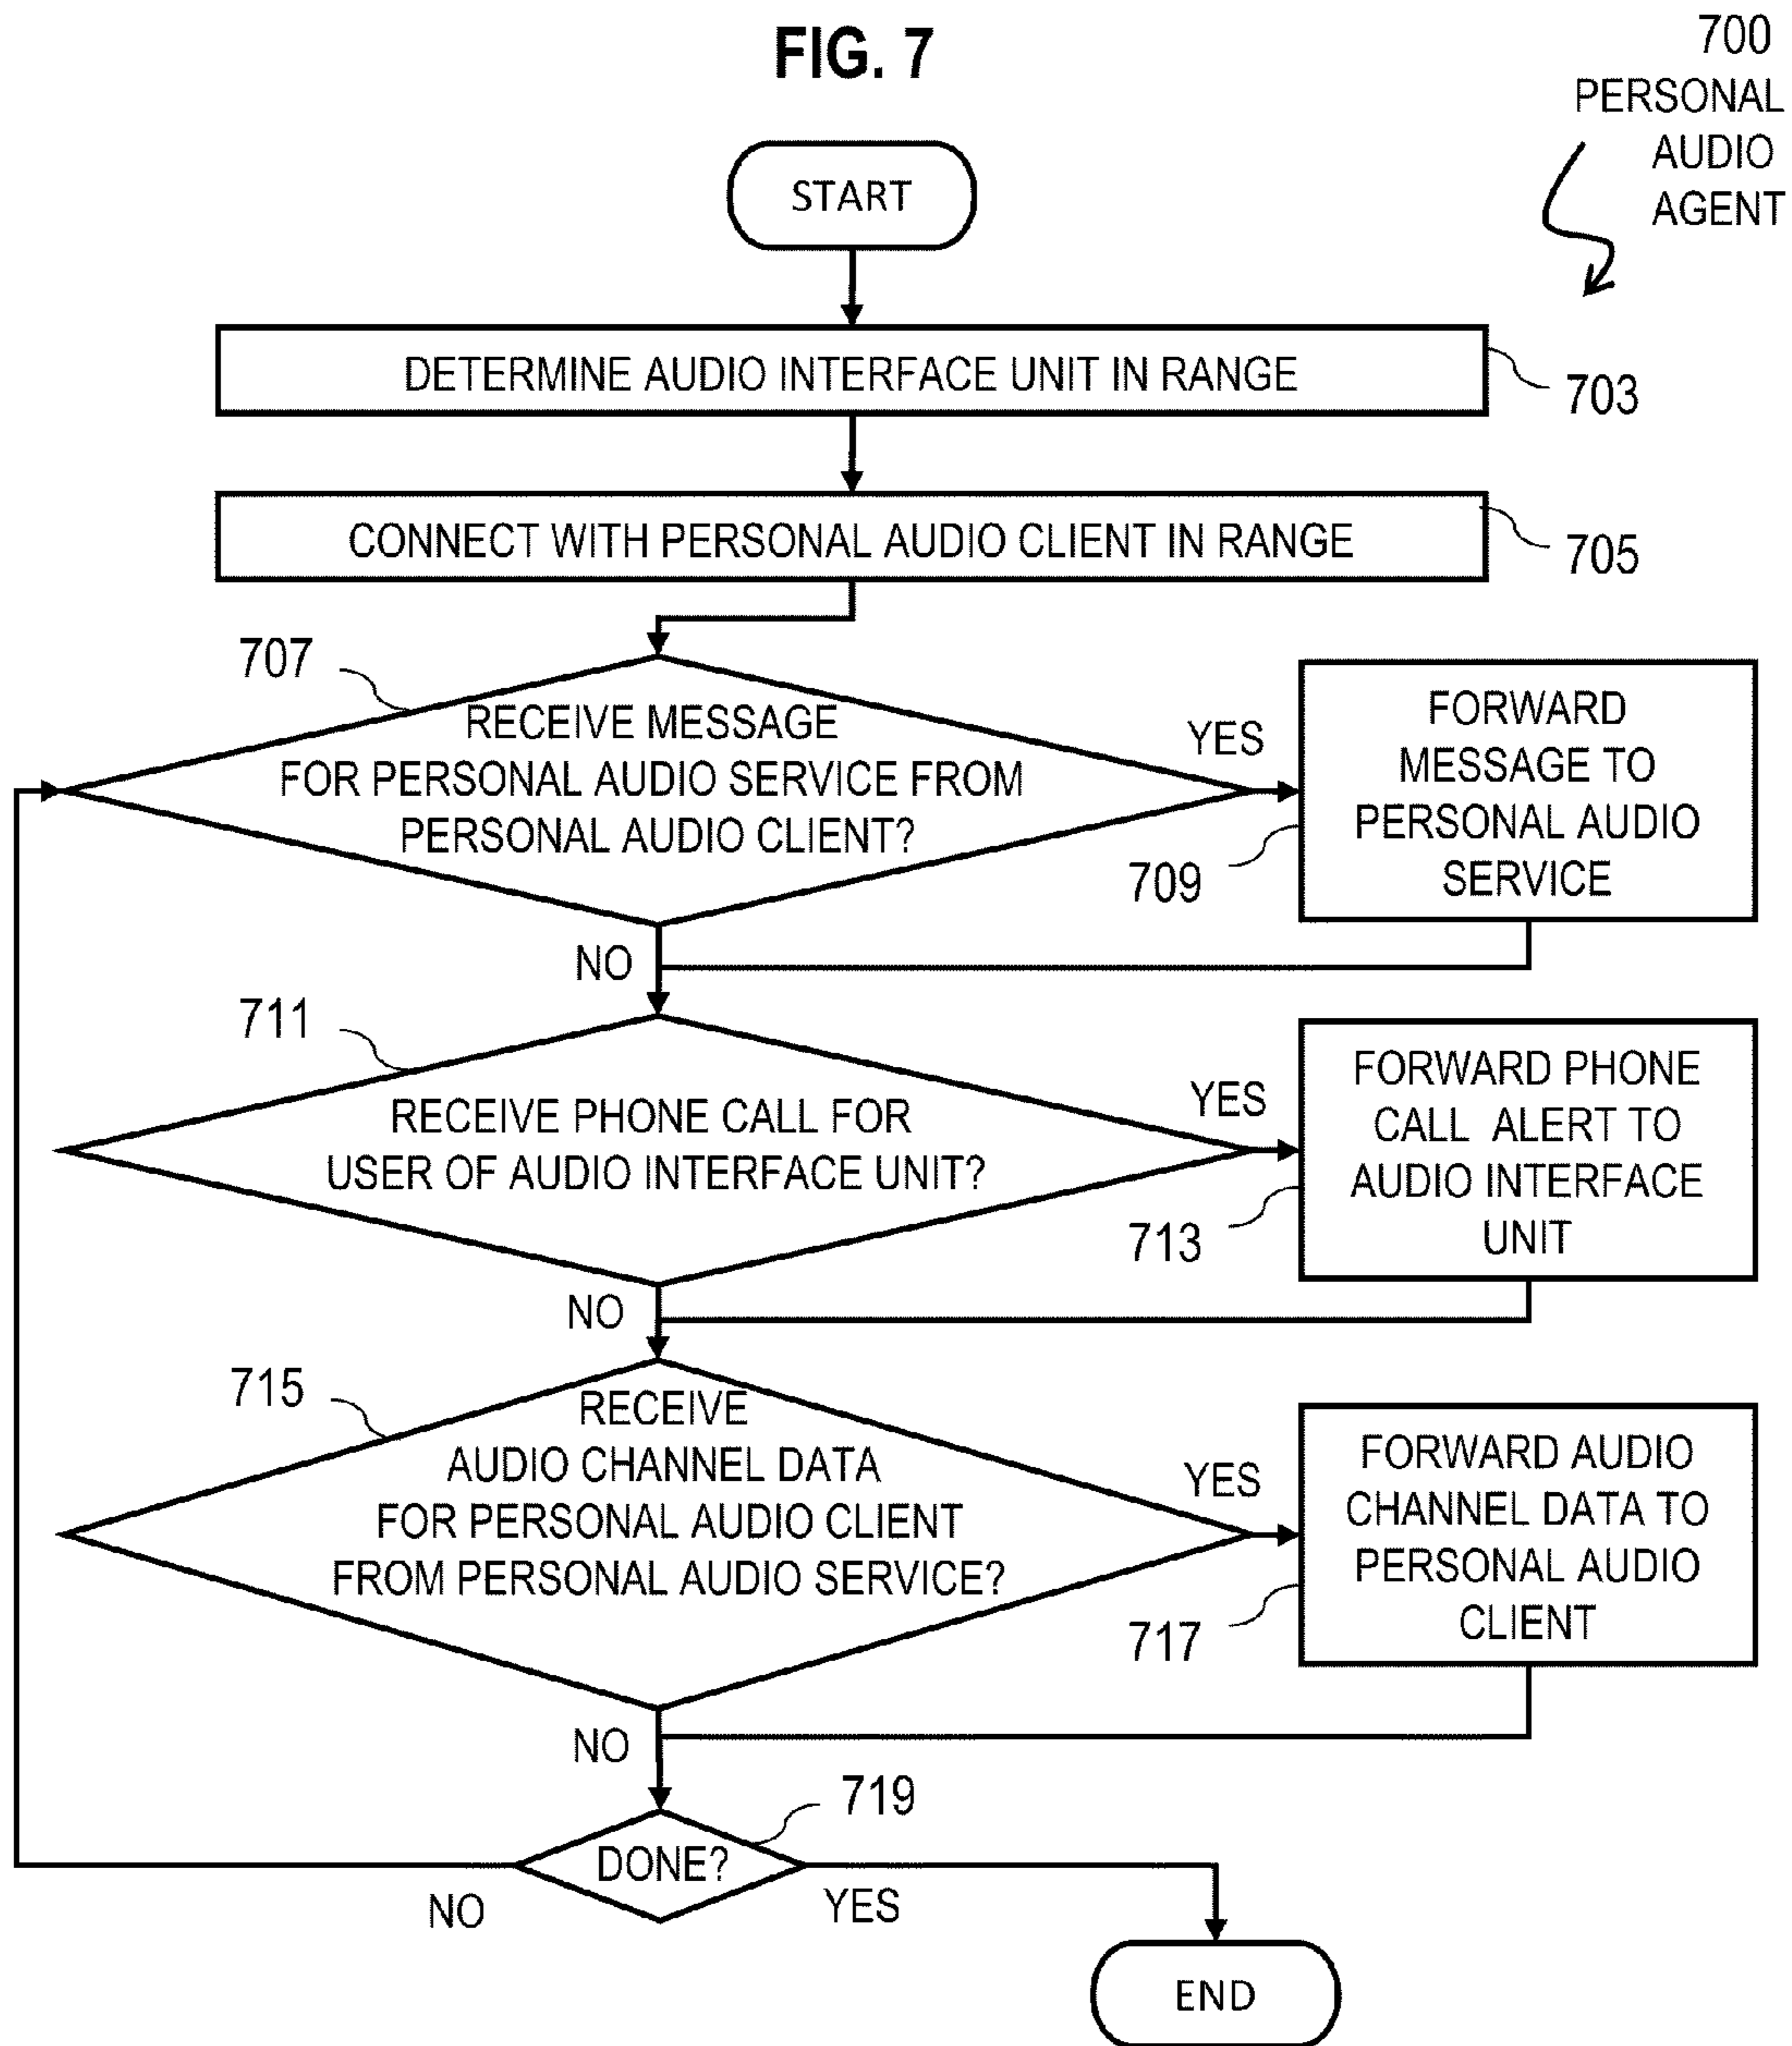 FIG. 7
700
PERSONAL
AUDIO
AGENT
START
DETERMINE AUDIO INTERFACE UNIT IN RANGE
703
CONNECT WITH PERSONAL AUDIO CLIENT IN RANGE
705
707
RECEIVE MESSAGE
FOR PERSONAL AUDIO SERVICE FROM
PERSONAL AUDIO CLIENT?
YES
FORWARD
MESSAGE TO
PERSONAL AUDIO
SERVICE
709
NO
711
RECEIVE PHONE CALL FOR
USER OF AUDIO INTERFACE UNIT?
YES
FORWARD PHONE
CALL ALERT TO
AUDIO INTERFACE
UNIT
713
NO
715
RECEIVE
AUDIO CHANNEL DATA
FOR PERSONAL AUDIO CLIENT
FROM PERSONAL AUDIO SERVICE?
YES
FORWARD AUDIO
CHANNEL DATA TO
PERSONAL AUDIO
CLIENT
717
NO
719
DONE?
NO
YES
END